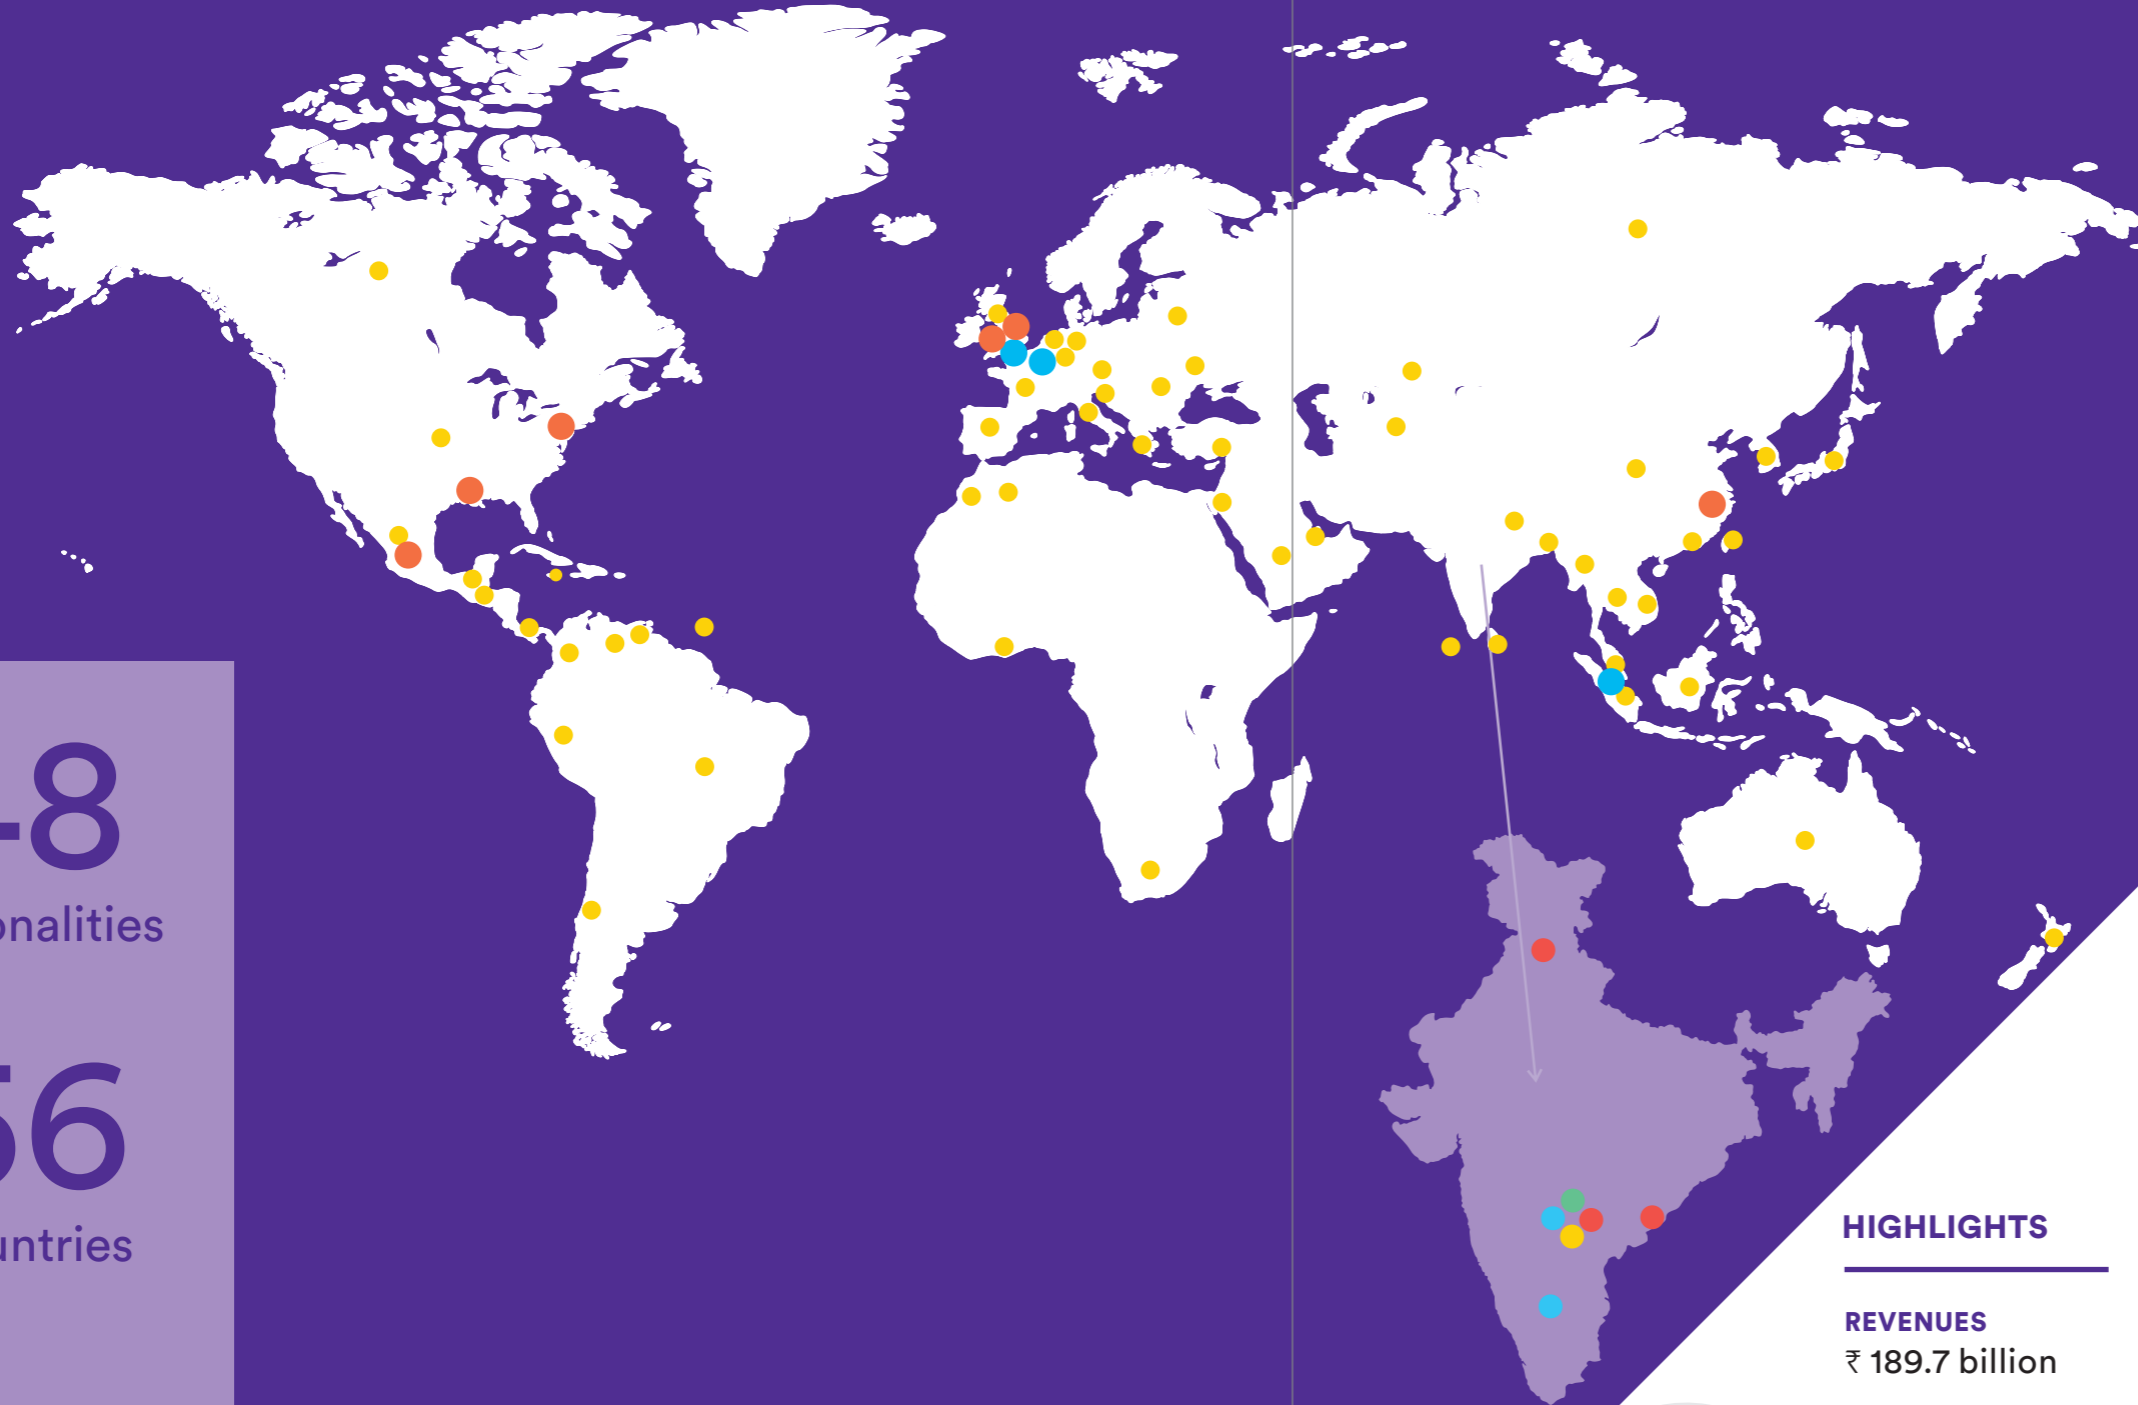 8
onalities
56
untries
HIGHLIGHTS
REVENUES
₹ 189.7 billion